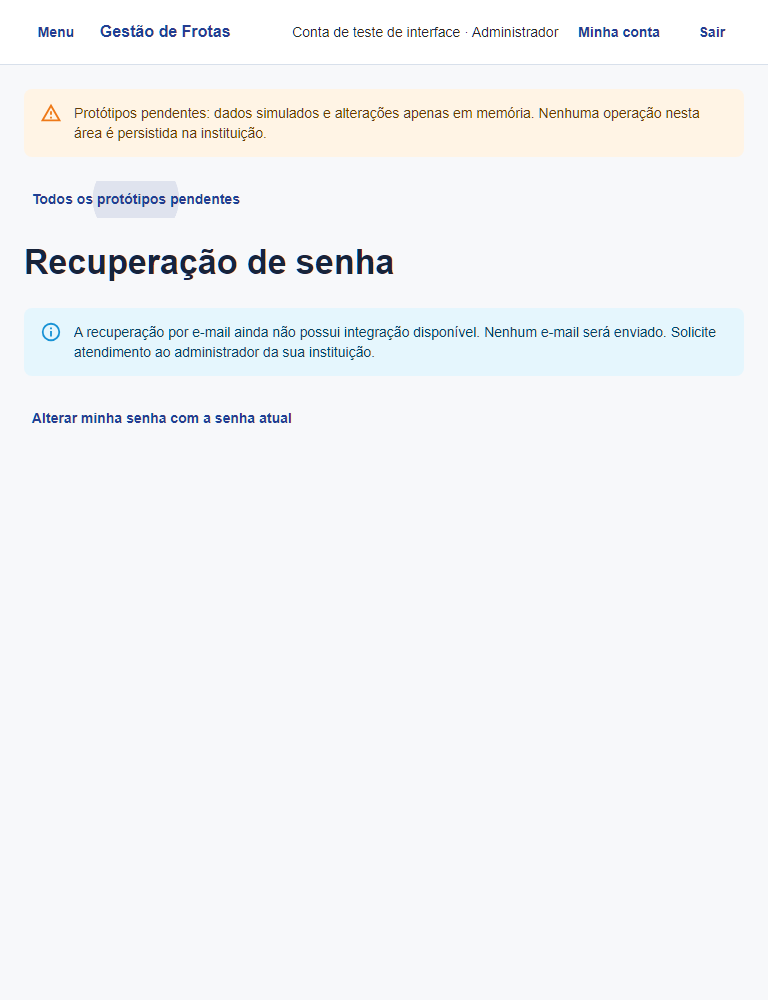 Menu
Gestão de Frotas
Conta de teste de interface · Administrador
Minha conta
Sair
Protótipos pendentes: dados simulados e alterações apenas em memória. Nenhuma operação nesta
área é persistida na instituição.
Todos os protótipos pendentes
Recuperação de senha
A recuperação por e-mail ainda não possui integração disponível. Nenhum e-mail será enviado. Solicite
atendimento ao administrador da sua instituição.
Alterar minha senha com a senha atual